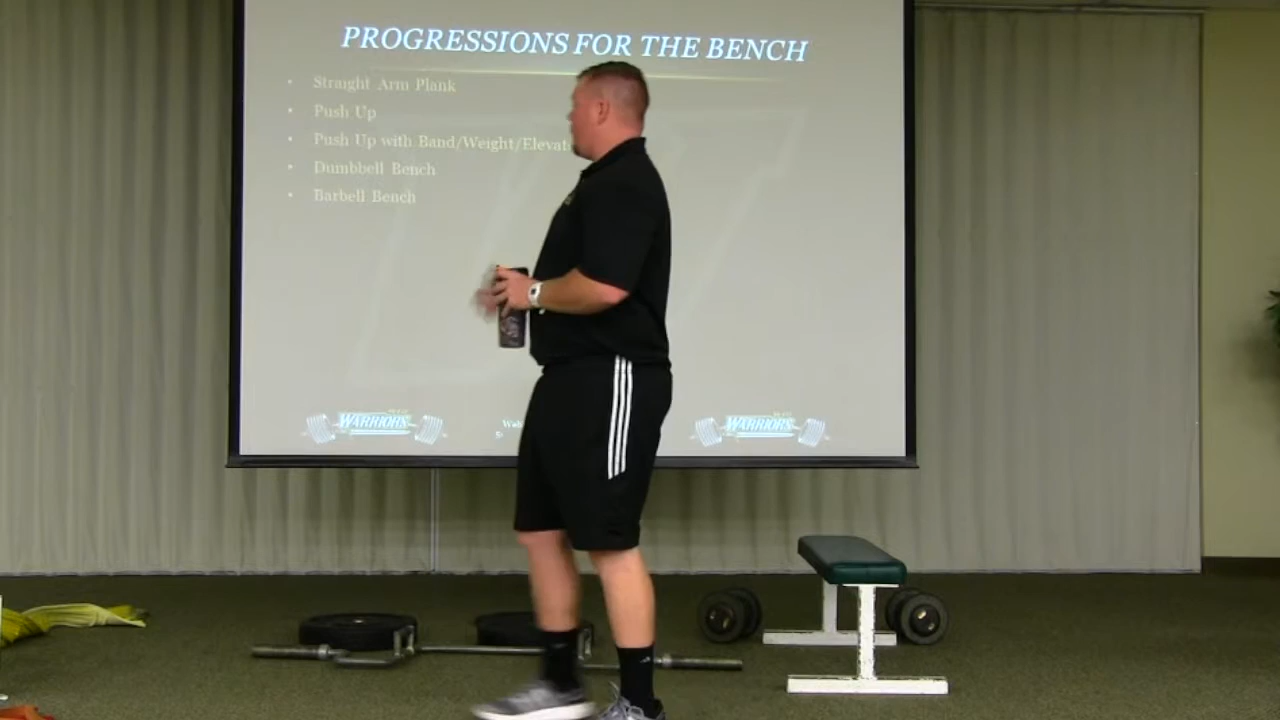 PROGRESSIONS FOR THE BENCH
• Straight Arm Plank
• Push Up
• Push Up with Band/Weight/
• Dumbbell Bench
• Barbell Bench
WARRIORS
WARRIORS